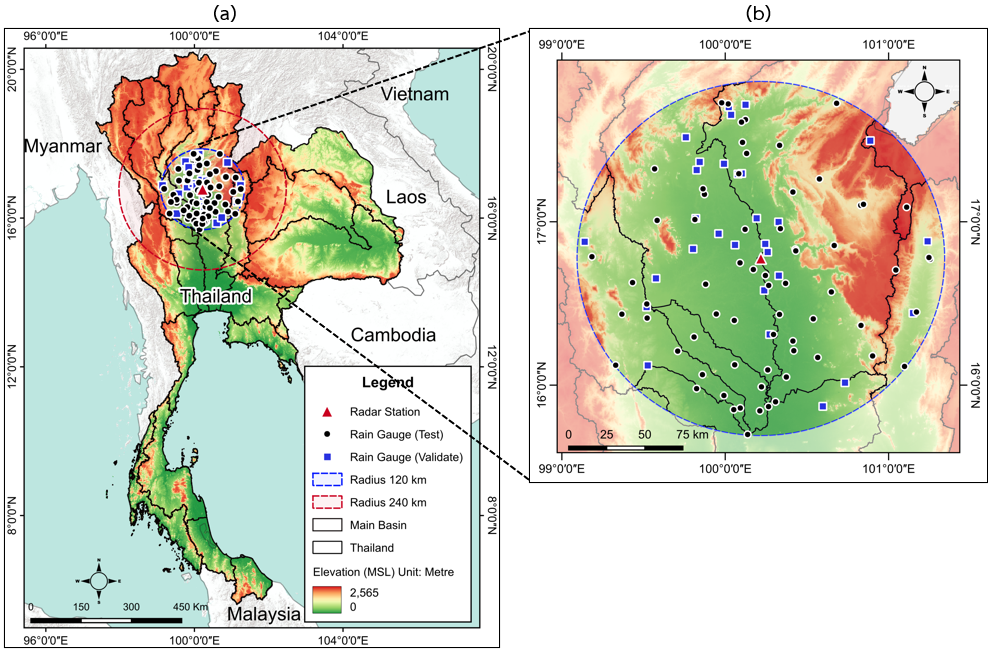 (a)
(b)
96°0'0"E
100°0'0"E
104°0'0"E
20°0'0"N
20°0'0"N
16°0'0"N
16°0'0"N
12°0'0"N
12°0'0"N
8°0'0"N
8°0'0"N
Vietnam
Myanmar
Laos
Thailand
Cambodia
Malaysia
Legend
Radar Station
Rain Gauge (Test)
Rain Gauge (Validate)
Radius 120 km
Radius 240 km
Main Basin
Thailand
Elevation (MSL) Unit: Metre
2,565
0
N
W E
S
0 150 300 450 Km
96°0'0"E
100°0'0"E
104°0'0"E
99°0'0"E
100°0'0"E
101°0'0"E
N
W E
S
17°0'0"N
17°0'0"N
16°0'0"N
16°0'0"N
0 25 50 75 km
99°0'0"E
100°0'0"E
101°0'0"E